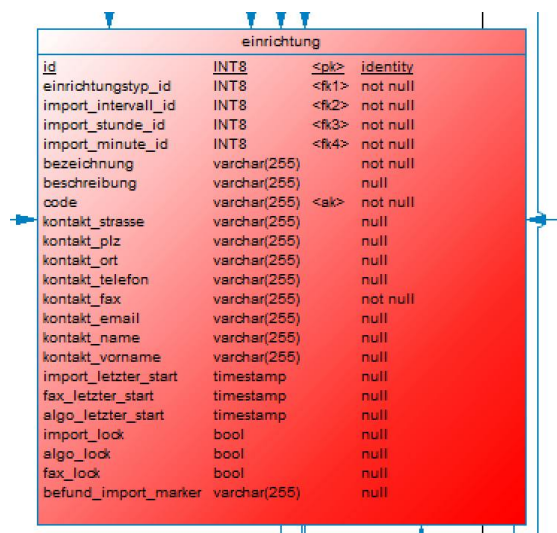 einrichtung
id INT8 <pk> identity
einrichtungstyp_id INT8 <fk1> not null
import_intervall_id INT8 <fk2> not null
import_stunde_id INT8 <fk3> not null
import_minute_id INT8 <fk4> not null
bezeichnung varchar(255) not null
beschreibung varchar(255) null
code varchar(255) <ak> not null
kontakt_strasse varchar(255) null
kontakt_plz varchar(255) null
kontakt_ort varchar(255) null
kontakt_telefon varchar(255) null
kontakt_fax varchar(255) not null
kontakt_email varchar(255) null
kontakt_name varchar(255) null
kontakt_vorname varchar(255) null
import_letzter_start timestamp null
fax_letzter_start timestamp null
algo_letzter_start timestamp null
import_lock bool null
algo_lock bool null
fax_lock bool null
befund_import_marker varchar(255) null